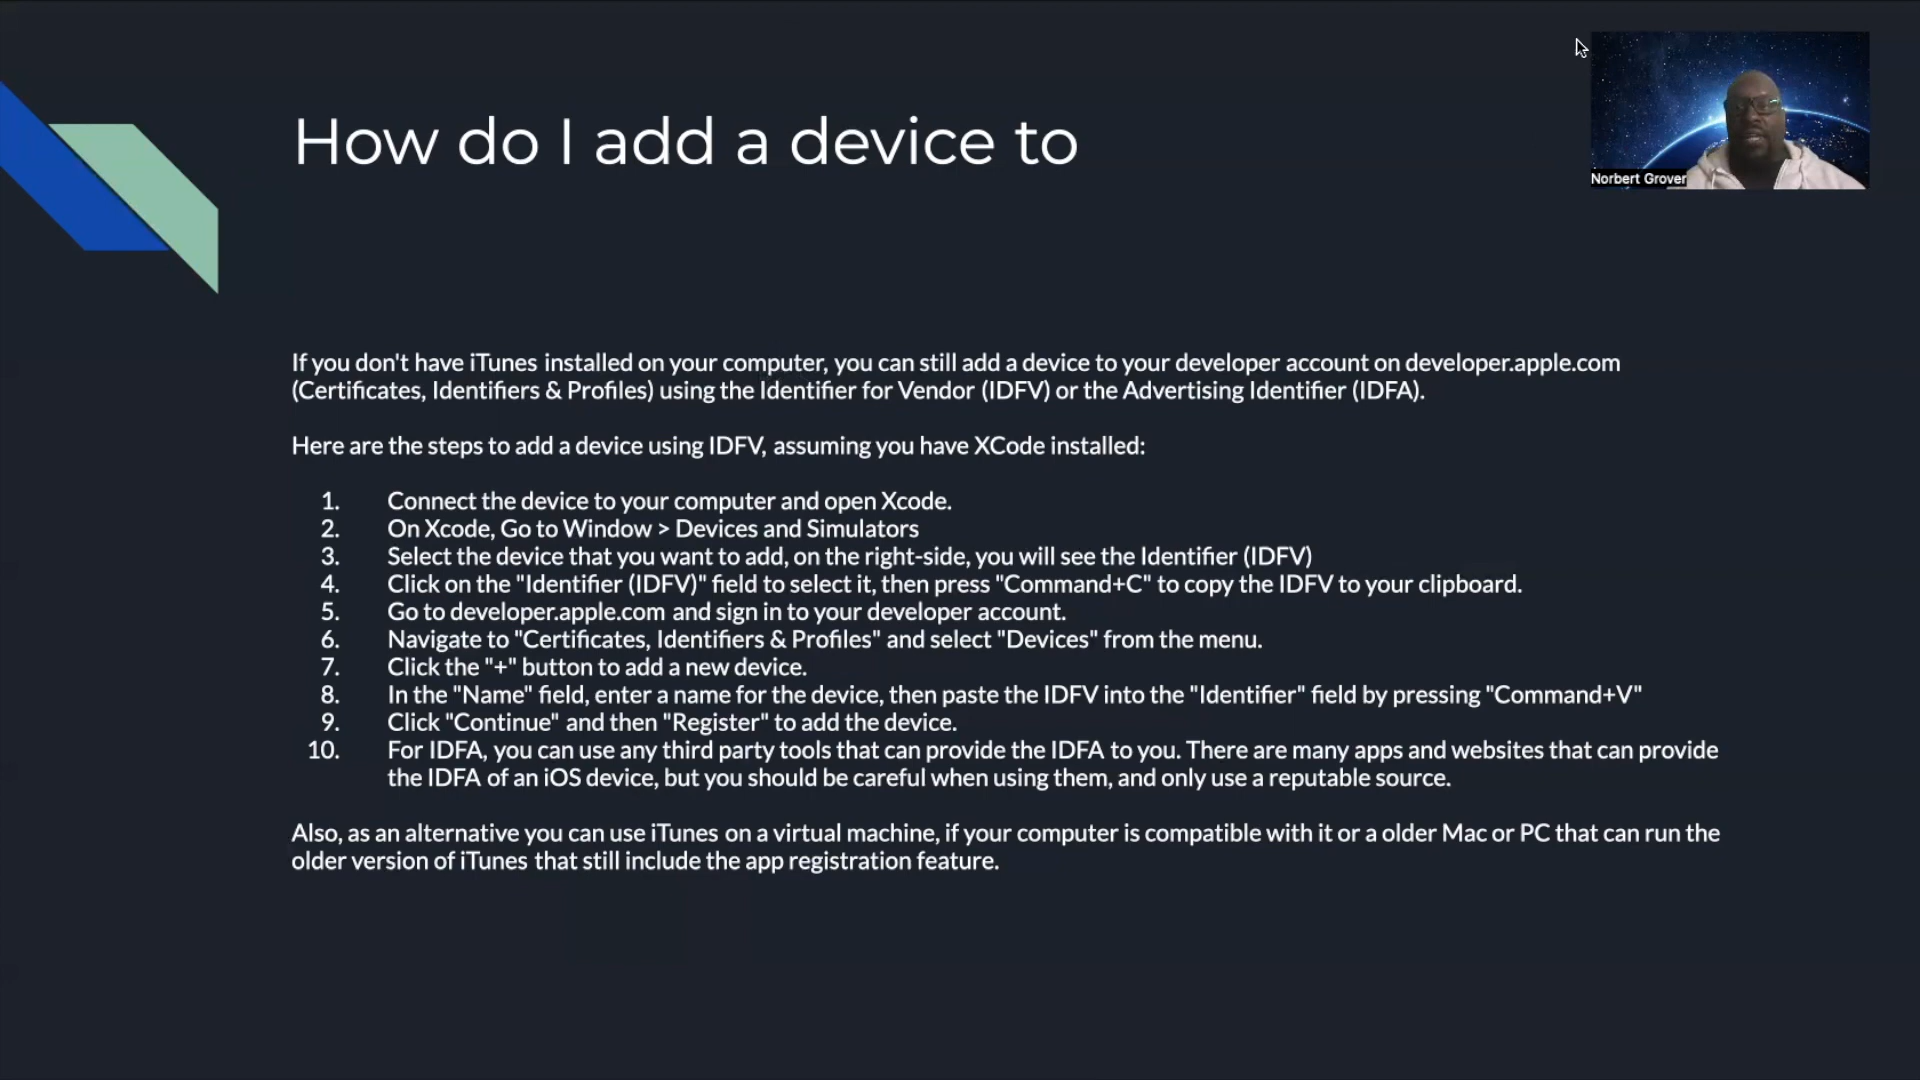 How do I add a device to
Norbert Grover
If you don't have iTunes installed on your computer, you can still add a device to your developer account on developer.apple.com
(Certificates, Identifiers & Profiles) using the Identifier for Vendor (IDFV) or the Advertising Identifier (IDFA).
Here are the steps to add a device using IDFV, assuming you have XCode installed:
1. Connect the device to your computer and open Xcode.
2. On Xcode, Go to Window > Devices and Simulators
3. Select the device that you want to add, on the right-side, you will see the Identifier (IDFV)
4. Click on the "Identifier (IDFV)" field to select it, then press "Command+C" to copy the IDFV to your clipboard.
5. Go to developer.apple.com and sign in to your developer account.
6. Navigate to "Certificates, Identifiers & Profiles" and select "Devices" from the menu.
7. Click the "+" button to add a new device.
8. In the "Name" field, enter a name for the device, then paste the IDFV into the "Identifier" field by pressing "Command+V"
9. Click "Continue" and then "Register" to add the device.
10. For IDFA, you can use any third party tools that can provide the IDFA to you. There are many apps and websites that can provide
the IDFA of an iOS device, but you should be careful when using them, and only use a reputable source.
Also, as an alternative you can use iTunes on a virtual machine, if your computer is compatible with it or a older Mac or PC that can run the
older version of iTunes that still include the app registration feature.